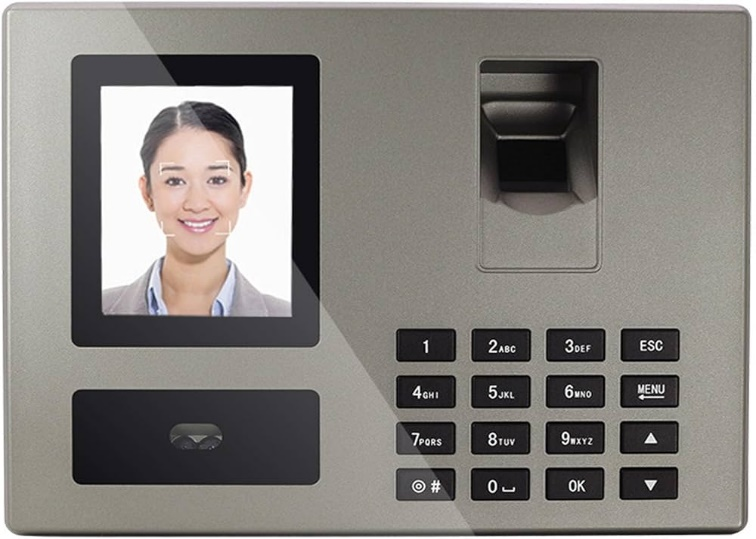 1 2ABC 3DEF ESC
4GHI 5JKL 6MNO MENU
7PQRS 8TUV 9WXYZ
# 0 OK